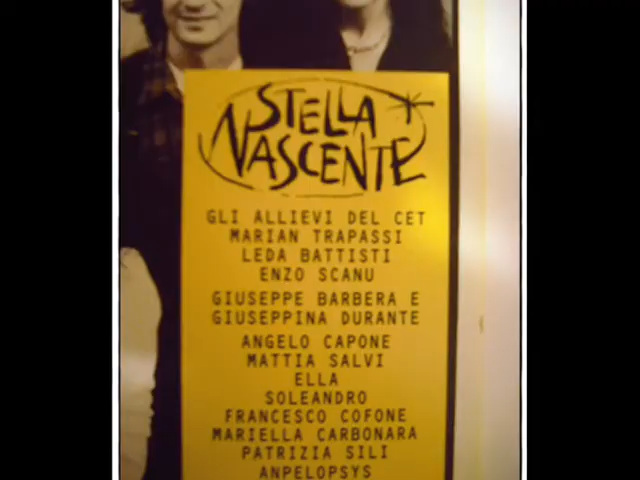 STELLA
NASCENTE
GLI ALLIEVI DEL CET
MARIAN TRAPASSI
LEDA BATTISTI
ENZO SCANU
GIUSEPPE BARBERA E
GIUSEPPINA DURANTE
ANGELO CAPONE
MATTIA SALVI
ELLA
SOLEANDRO
FRANCESCO COFONE
MARIELLA CARBONARA
PATRIZIA SILI
ANPELOPSYS